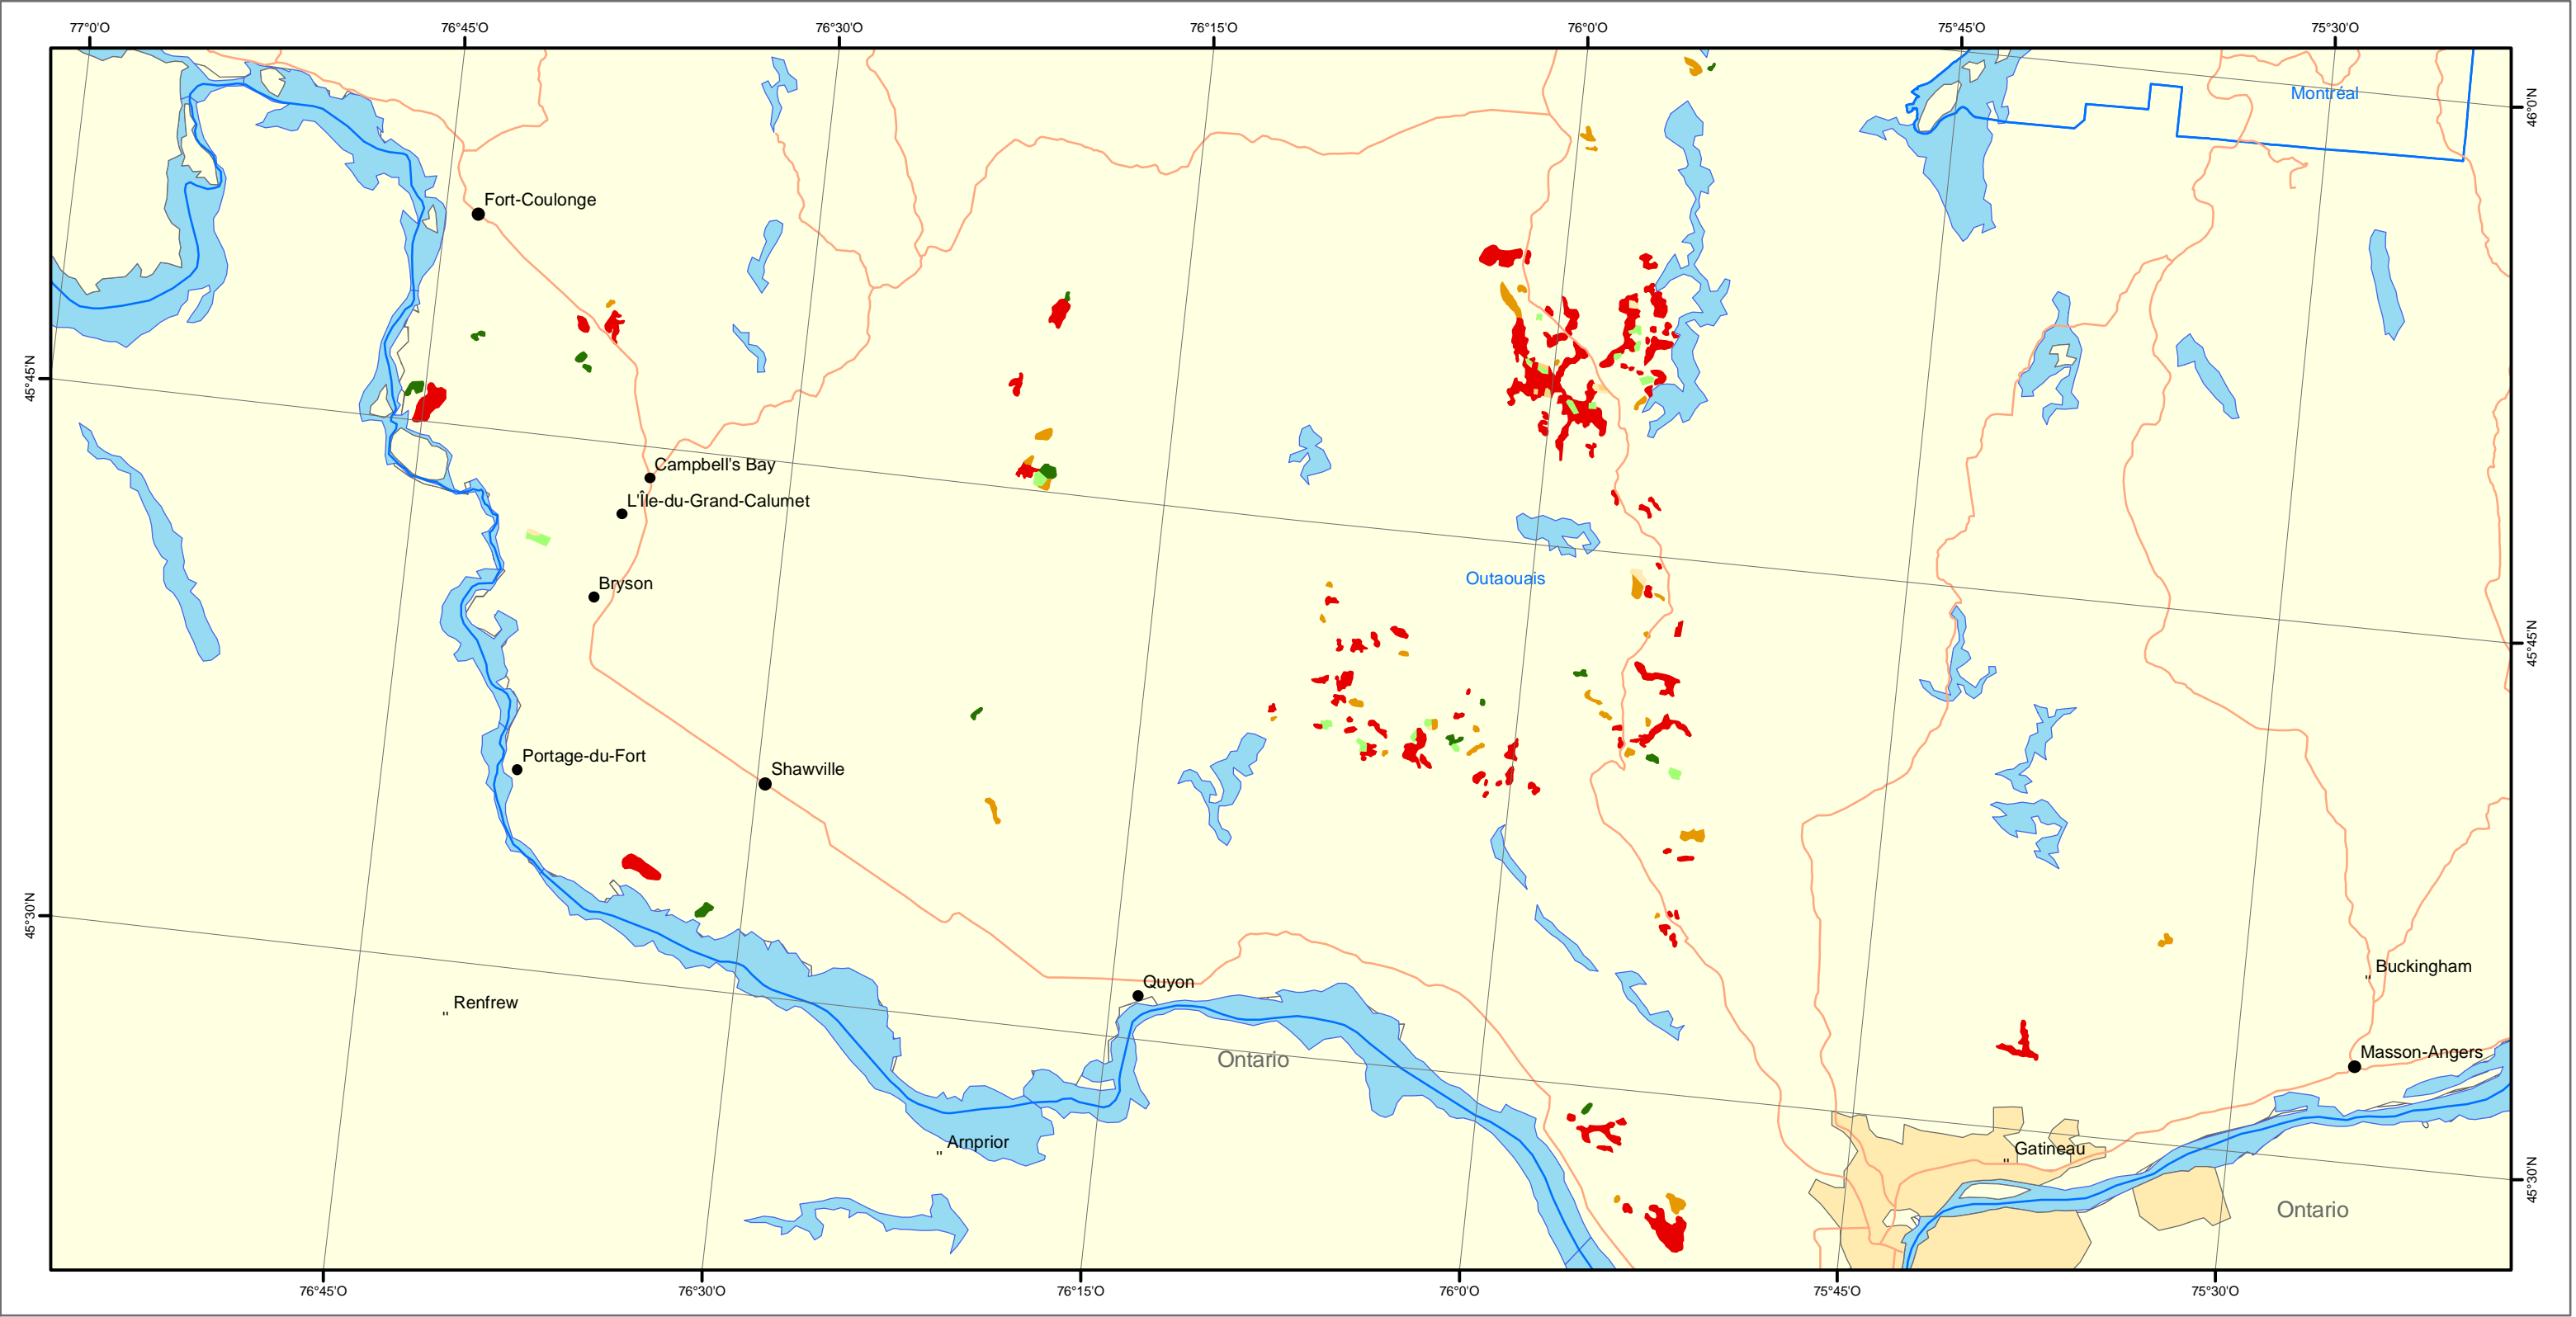 77°0'O 76°45'O 76°30'O 76°15'O 76°0'O 75°45'O 75°30'O
Montréal
46°0'N
Fort-Coulonge
45°45'N
Campbell's Bay
L'Île-du-Grand-Calumet
Outaouais
Bryson
45°45'N
Portage-du-Fort
Shawville
45°30'N
Buckingham
Quyon
Renfrew
Ontario
Masson-Angers
Arnprior
Gatineau
45°30'N
Ontario
76°45'O 76°30'O 76°15'O 76°0'O 75°45'O 75°30'O